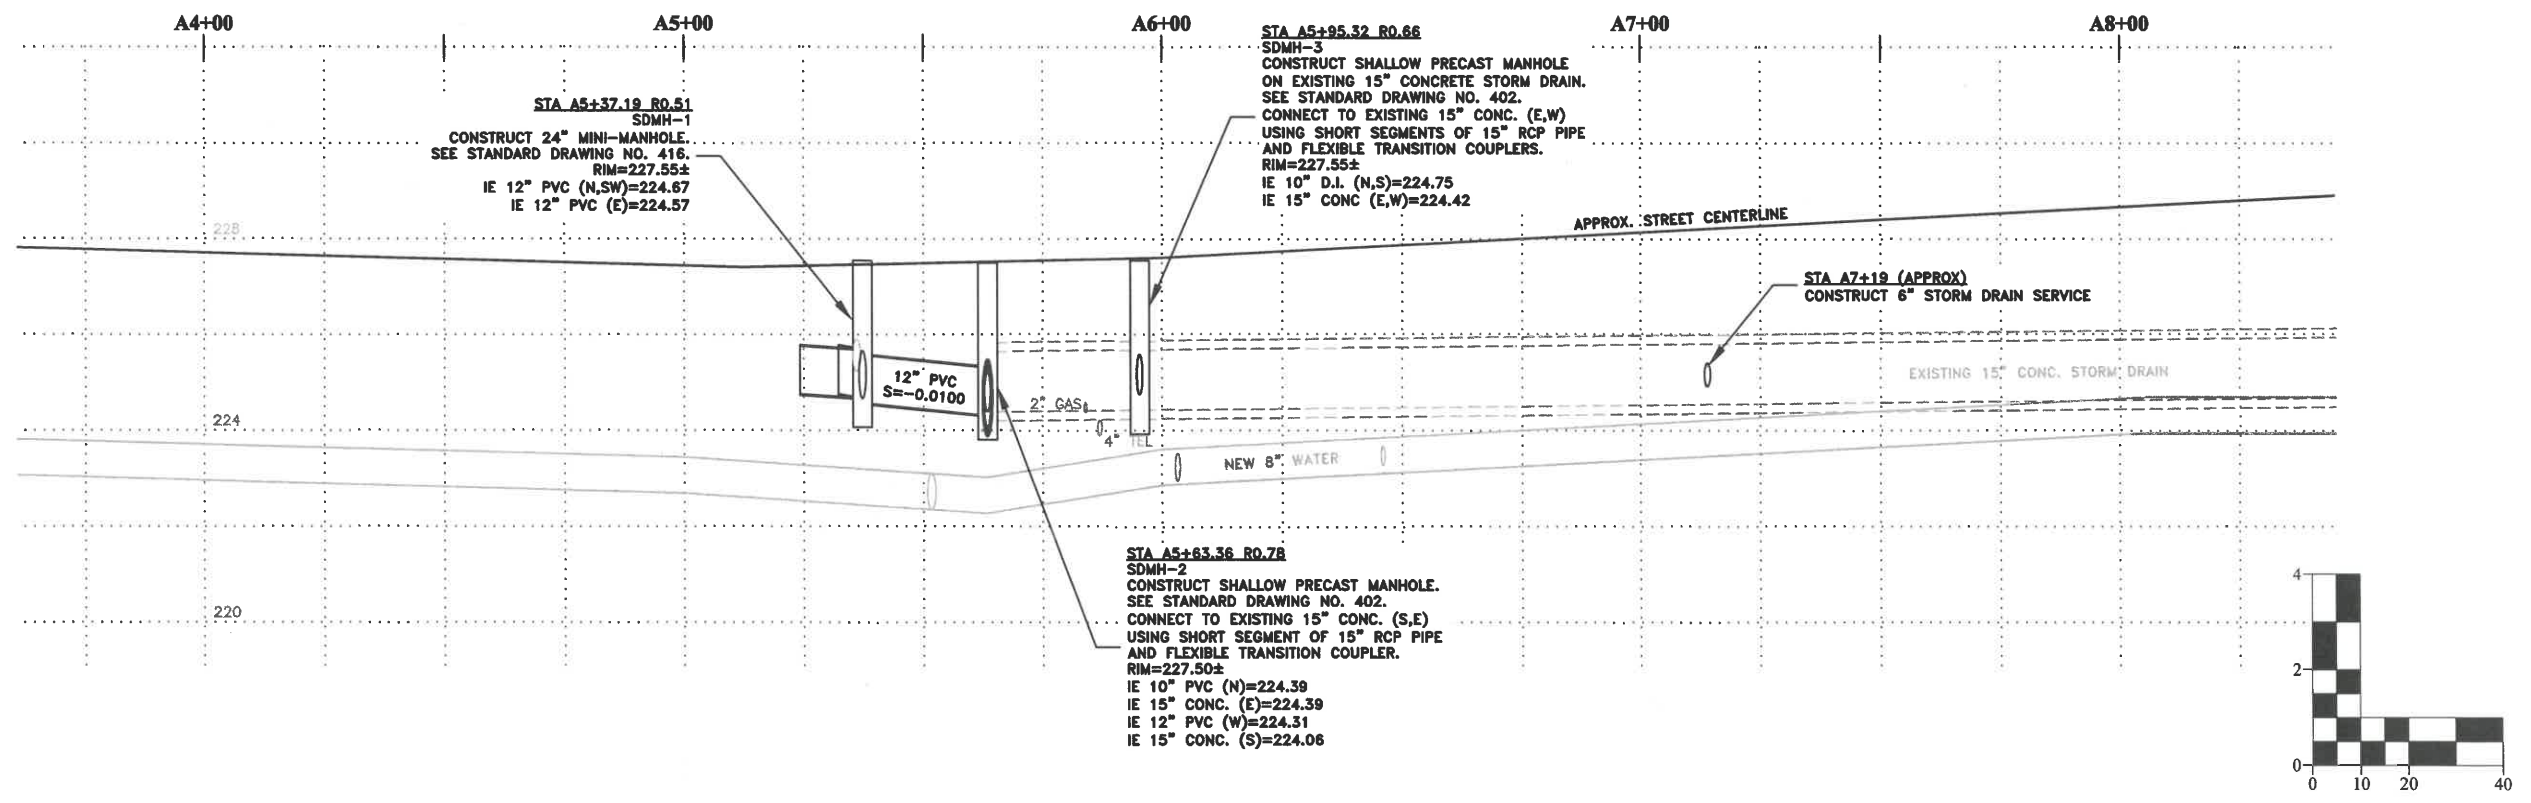 A4+00
A5+00
A6+00
A7+00
A8+00
STA A5+37.19 R0.51
SDMH-1
CONSTRUCT 24" MINI-MANHOLE.
SEE STANDARD DRAWING NO. 416.
RIM=227.55±
IE 12" PVC (N,SW)=224.67
IE 12" PVC (E)=224.57
STA A5+95.32 R0.66
SDMH-3
CONSTRUCT SHALLOW PRECAST MANHOLE
ON EXISTING 15" CONCRETE STORM DRAIN.
SEE STANDARD DRAWING NO. 402.
CONNECT TO EXISTING 15" CONC. (E,W)
USING SHORT SEGMENTS OF 15" RCP PIPE
AND FLEXIBLE TRANSITION COUPLERS.
RIM=227.55±
IE 10" D.I. (N,S)=224.75
IE 15" CONC (E,W)=224.42
228
APPROX. STREET CENTERLINE
STA A7+19 (APPROX)
CONSTRUCT 6" STORM DRAIN SERVICE
12" PVC
S=-0.0100
EXISTING 15" CONC. STORM DRAIN
2" GAS
224
4" TEL
NEW 8" WATER
STA A5+63.36 R0.78
SDMH-2
CONSTRUCT SHALLOW PRECAST MANHOLE.
SEE STANDARD DRAWING NO. 402.
CONNECT TO EXISTING 15" CONC. (S,E)
USING SHORT SEGMENT OF 15" RCP PIPE
AND FLEXIBLE TRANSITION COUPLER.
RIM=227.50±
IE 10" PVC (N)=224.39
IE 15" CONC. (E)=224.39
IE 12" PVC (W)=224.31
IE 15" CONC. (S)=224.06
220
4
2
0
0 10 20 40